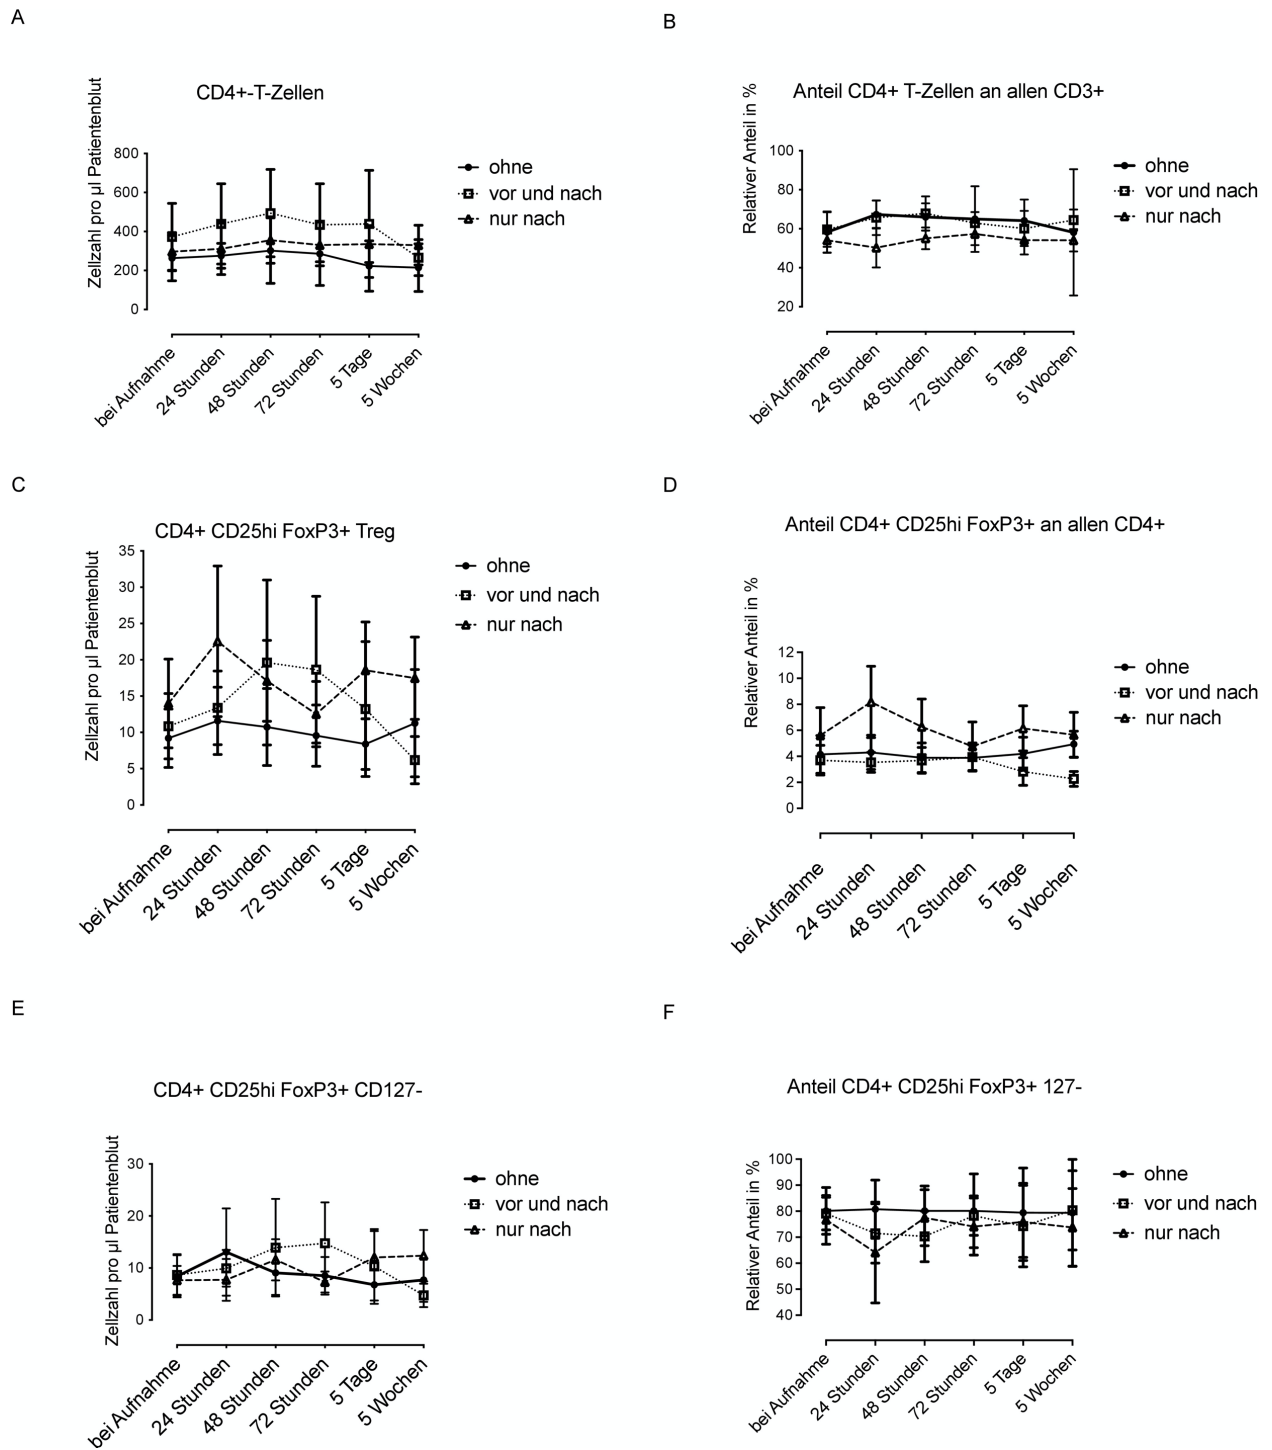 A
CD4+-T-Zellen
Zellzahl pro µl Patientenblut
800
600
400
200
0
bei Aufnahme
24 Stunden
48 Stunden
72 Stunden
5 Tage
5 Wochen
ohne
vor und nach
nur nach
B
Anteil CD4+ T-Zellen an allen CD3+
Relativer Anteil in %
100
80
60
40
20
bei Aufnahme
24 Stunden
48 Stunden
72 Stunden
5 Tage
5 Wochen
ohne
vor und nach
nur nach
C
CD4+ CD25hi FoxP3+ Treg
Zellzahl pro µl Patientenblut
35
30
25
20
15
10
5
0
bei Aufnahme
24 Stunden
48 Stunden
72 Stunden
5 Tage
5 Wochen
ohne
vor und nach
nur nach
D
Anteil CD4+ CD25hi FoxP3+ an allen CD4+
Relativer Anteil in %
12
10
8
6
4
2
0
bei Aufnahme
24 Stunden
48 Stunden
72 Stunden
5 Tage
5 Wochen
ohne
vor und nach
nur nach
E
CD4+ CD25hi FoxP3+ CD127-
Zellzahl pro µl Patientenblut
30
20
10
0
bei Aufnahme
24 Stunden
48 Stunden
72 Stunden
5 Tage
5 Wochen
ohne
vor und nach
nur nach
F
Anteil CD4+ CD25hi FoxP3+ 127-
Relativer Anteil in %
100
90
80
70
60
50
40
bei Aufnahme
24 Stunden
48 Stunden
72 Stunden
5 Tage
5 Wochen
ohne
vor und nach
nur nach